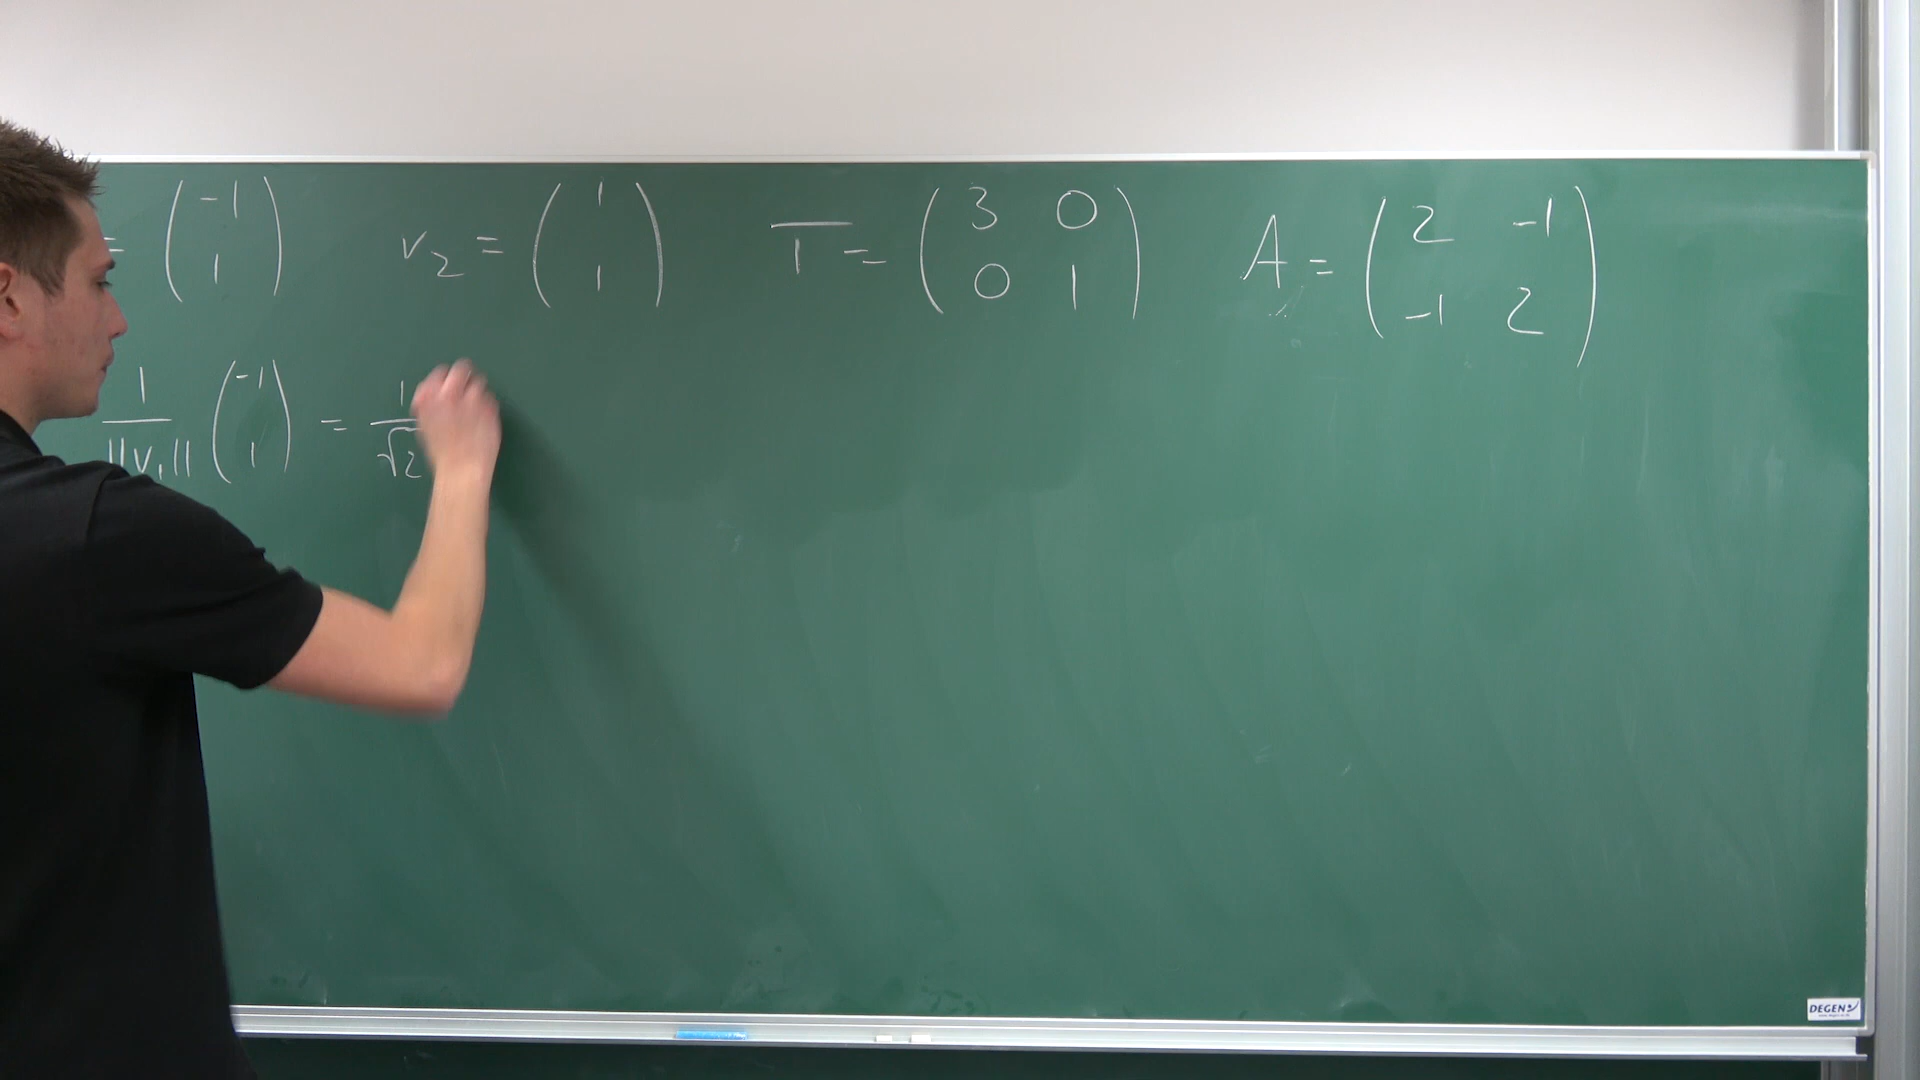 = (-1 1) v₂ = (1 1) T = (3 0 0 1) A = (2 -1 -1 2)
1/||v₁|| (-1 1) = 1/√2
DEGEN